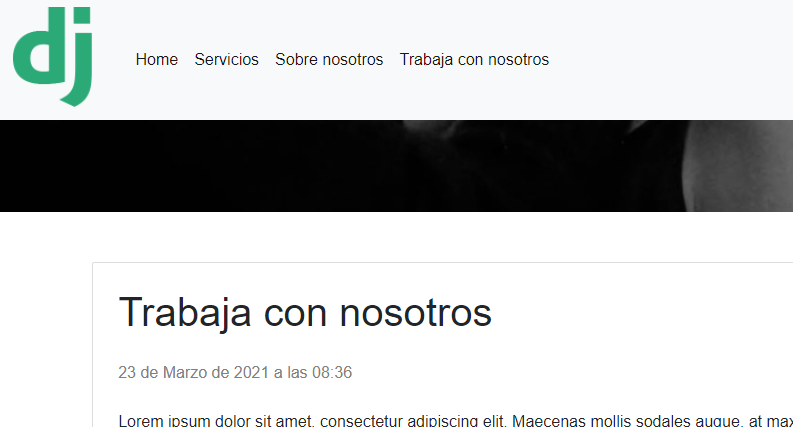 dj
Home Servicios Sobre nosotros Trabaja con nosotros
Trabaja con nosotros
23 de Marzo de 2021 a las 08:36
Lorem ipsum dolor sit amet, consectetur adipiscing elit. Maecenas mollis sodales augue, at max